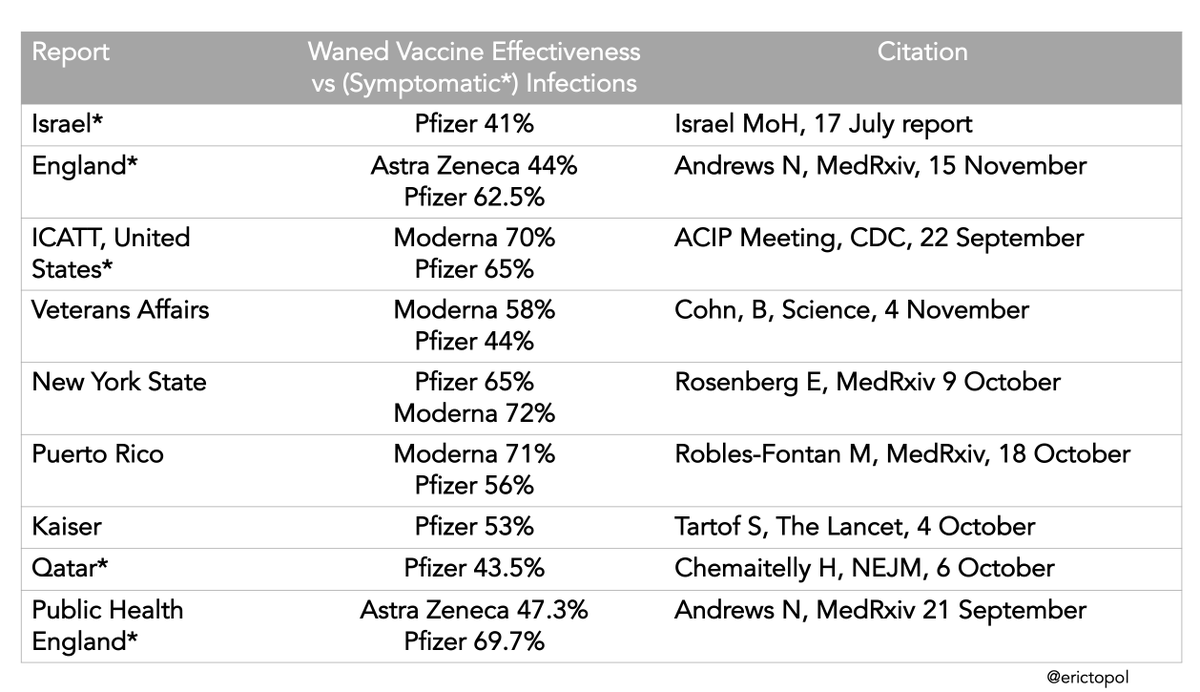 Report
Waned Vaccine Effectiveness
vs (Symptomatic*) Infections
Citation
Israel*
Pfizer 41%
Israel MoH, 17 July report
England*
Astra Zeneca 44%
Pfizer 62.5%
Andrews N, MedRxiv, 15 November
ICATT, United
States*
Moderna 70%
Pfizer 65%
ACIP Meeting, CDC, 22 September
Veterans Affairs
Moderna 58%
Pfizer 44%
Cohn, B, Science, 4 November
New York State
Pfizer 65%
Moderna 72%
Rosenberg E, MedRxiv 9 October
Puerto Rico
Moderna 71%
Pfizer 56%
Robles-Fontan M, MedRxiv, 18 October
Kaiser
Pfizer 53%
Tartof S, The Lancet, 4 October
Qatar*
Pfizer 43.5%
Chemaitelly H, NEJM, 6 October
Public Health
England*
Astra Zeneca 47.3%
Pfizer 69.7%
Andrews N, MedRxiv 21 September
@erictopol